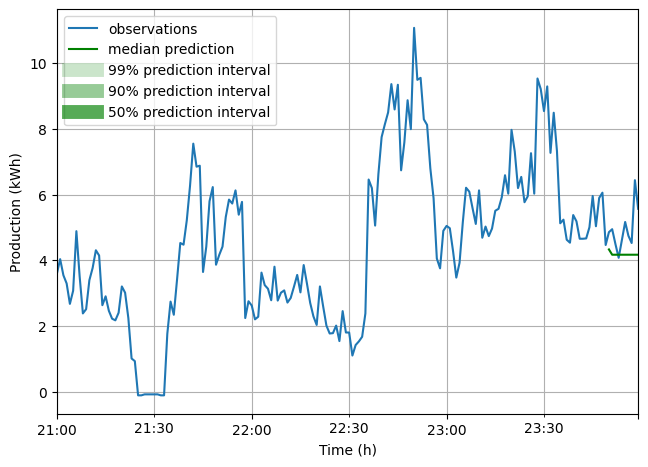 observations
median prediction
99% prediction interval
90% prediction interval
50% prediction interval
Production (kWh)
10
8
6
4
2
0
21:00
21:30
22:00
22:30
23:00
23:30
Time (h)